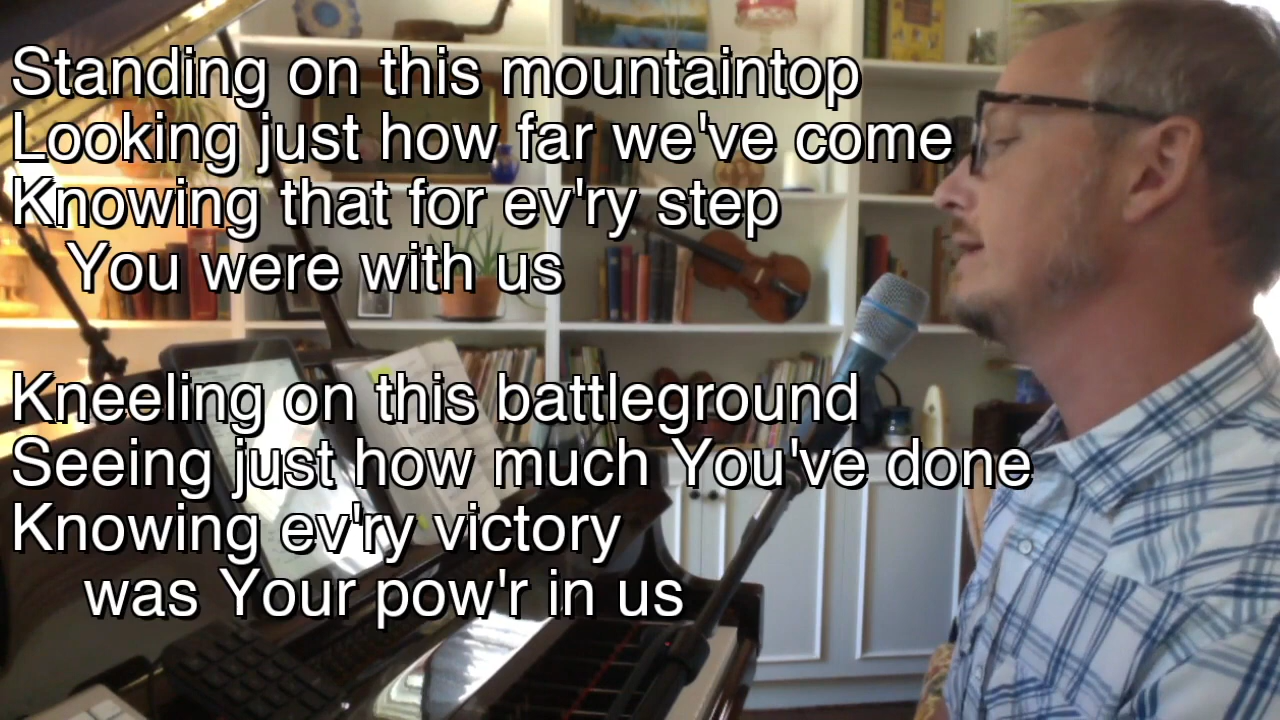 Standing on this mountaintop
Looking just how far we've come
Knowing that for ev'ry step
You were with us
Kneeling on this battleground
Seeing just how much You've done
Knowing ev'ry victory
was Your pow'r in us